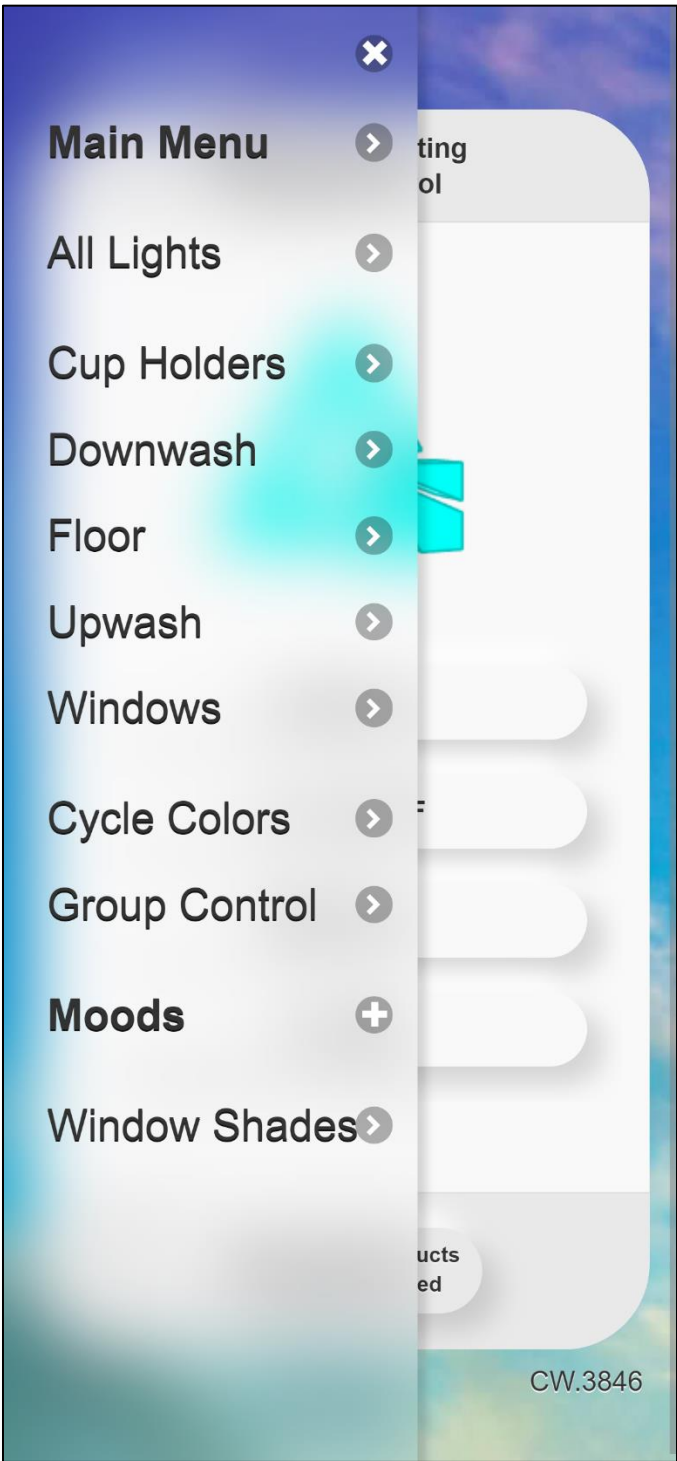 Main Menu
ting
ol
All Lights
Cup Holders
Downwash
Floor
Upwash
Windows
Cycle Colors
Group Control
Moods
Window Shades
ucts
ed
CW.3846